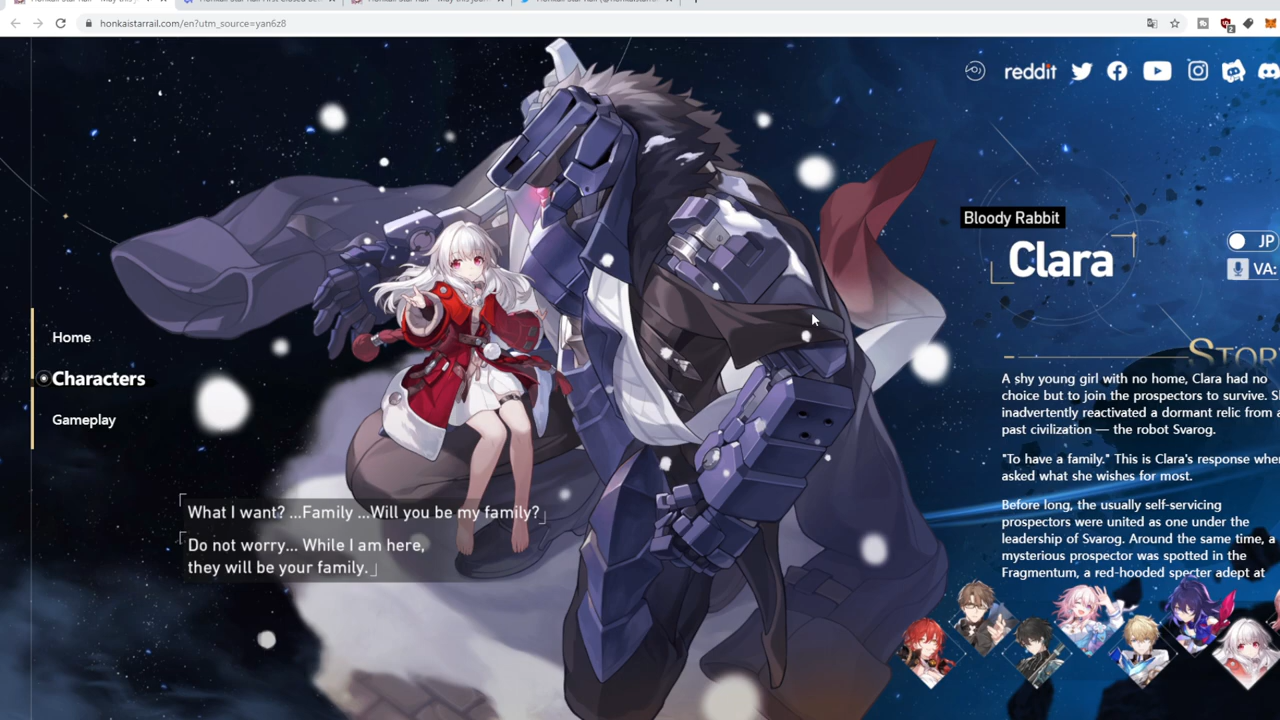 honkaistarrail.com/en?utm_source=yan6z8
reddit
Bloody Rabbit
Clara
JP
VA:
Home
Characters
Gameplay
A shy young girl with no home, Clara had no
choice but to join the prospectors to survive.
inadvertently reactivated a dormant relic from a
past civilization — the robot Svarog.
"To have a family." This is Clara's response when
asked what she wishes for most.
Before long, the usually self-servicing
prospectors were united as one under the
leadership of Svarog. Around the same time, a
mysterious prospector was spotted in the
Fragmentum, a red-hooded specter adept at
「What I want? ...Family ...Will you be my family?」
「Do not worry... While I am here,
they will be your family.」